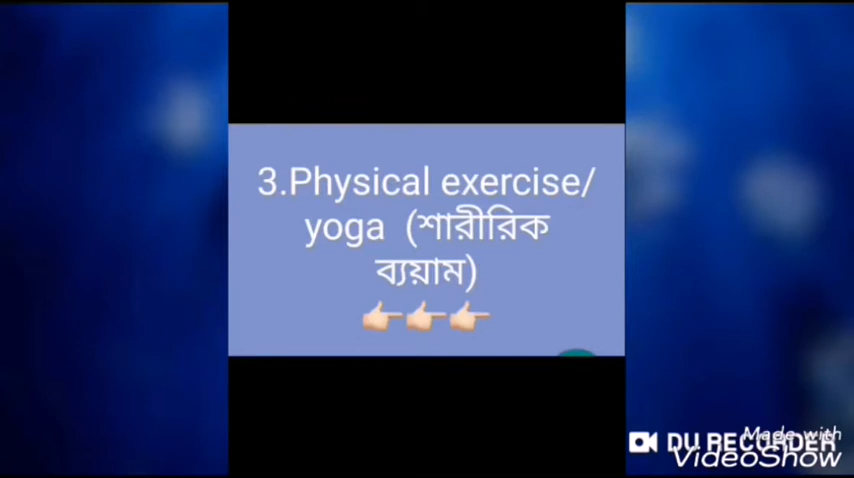 3.Physical exercise/
yoga (শারীরিক
ব্যয়াম)
👉🏻👉🏻👉🏻
Made with
DU RECORDER
VideoShow